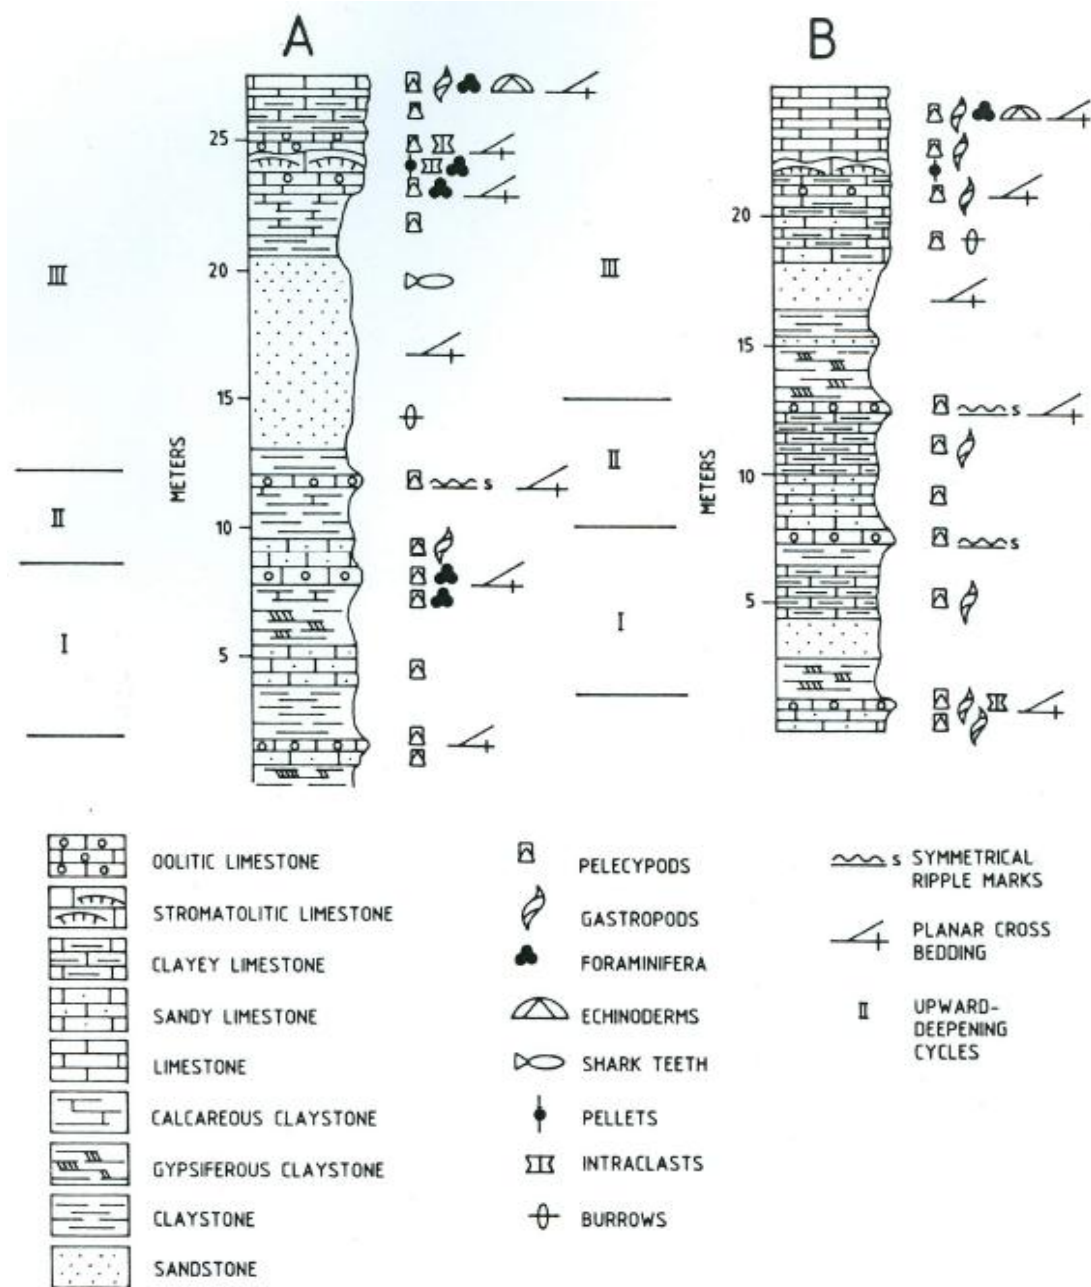 A
B
25
20
15
10
5
METERS
III
II
I
S
20
15
10
5
METERS
III
II
I
S
S
OOLITIC LIMESTONE
STROMATOLITIC LIMESTONE
CLAYEY LIMESTONE
SANDY LIMESTONE
LIMESTONE
CALCAREOUS CLAYSTONE
GYPSIFEROUS CLAYSTONE
CLAYSTONE
SANDSTONE
PELECYPODS
GASTROPODS
FORAMINIFERA
ECHINODERMS
SHARK TEETH
PELLETS
INTRACLASTS
BURROWS
S SYMMETRICAL
RIPPLE MARKS
PLANAR CROSS
BEDDING
II UPWARD-
DEEPENING
CYCLES